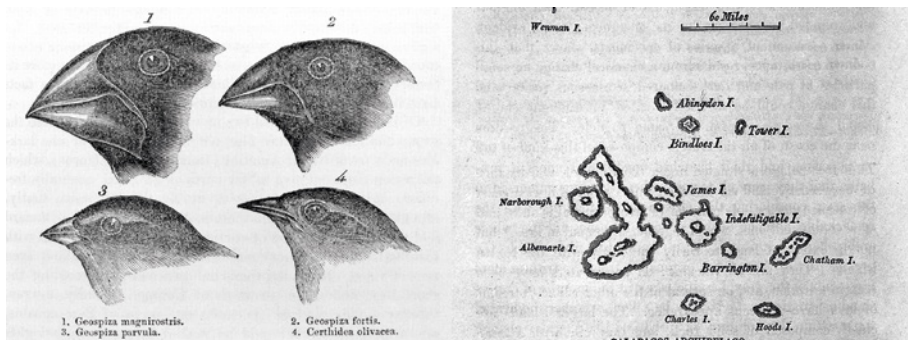 1
2
3
4
1. Geospiza magnirostris.
2. Geospiza fortis.
3. Geospiza parvula.
4. Certhidea olivacea.
Wenman I.
60 Miles
Abingdon I.
Bindloes I.
Tower I.
James I.
Narborough I.
Indefatigable I.
Albemarle I.
Barrington I.
Chatham I.
Charles I.
Hoods I.